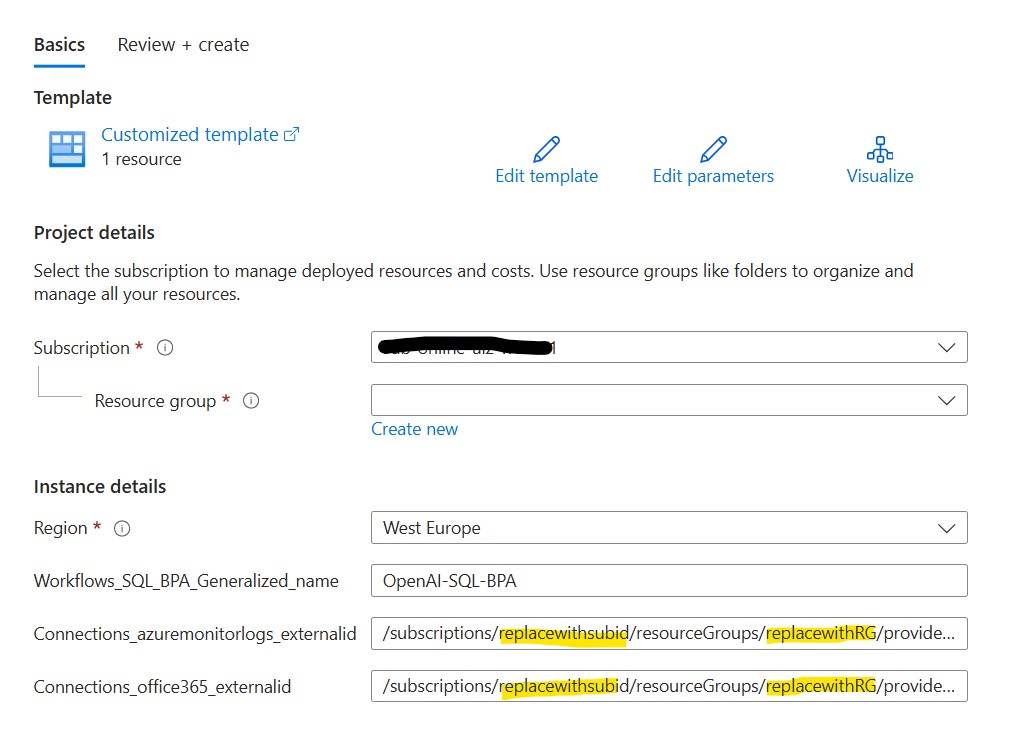 Basics Review + create
Template
Customized template
1 resource
Edit template Edit parameters Visualize
Project details
Select the subscription to manage deployed resources and costs. Use resource groups like folders to organize and
manage all your resources.
Subscription *
Resource group *
Create new
Instance details
Region * West Europe
Workflows_SQL_BPA_Generalized_name OpenAI-SQL-BPA
Connections_azuremonitorlogs_externalid /subscriptions/replacewithsubid/resourceGroups/replacewithRG/provide...
Connections_office365_externalid /subscriptions/replacewithsubid/resourceGroups/replacewithRG/provide...